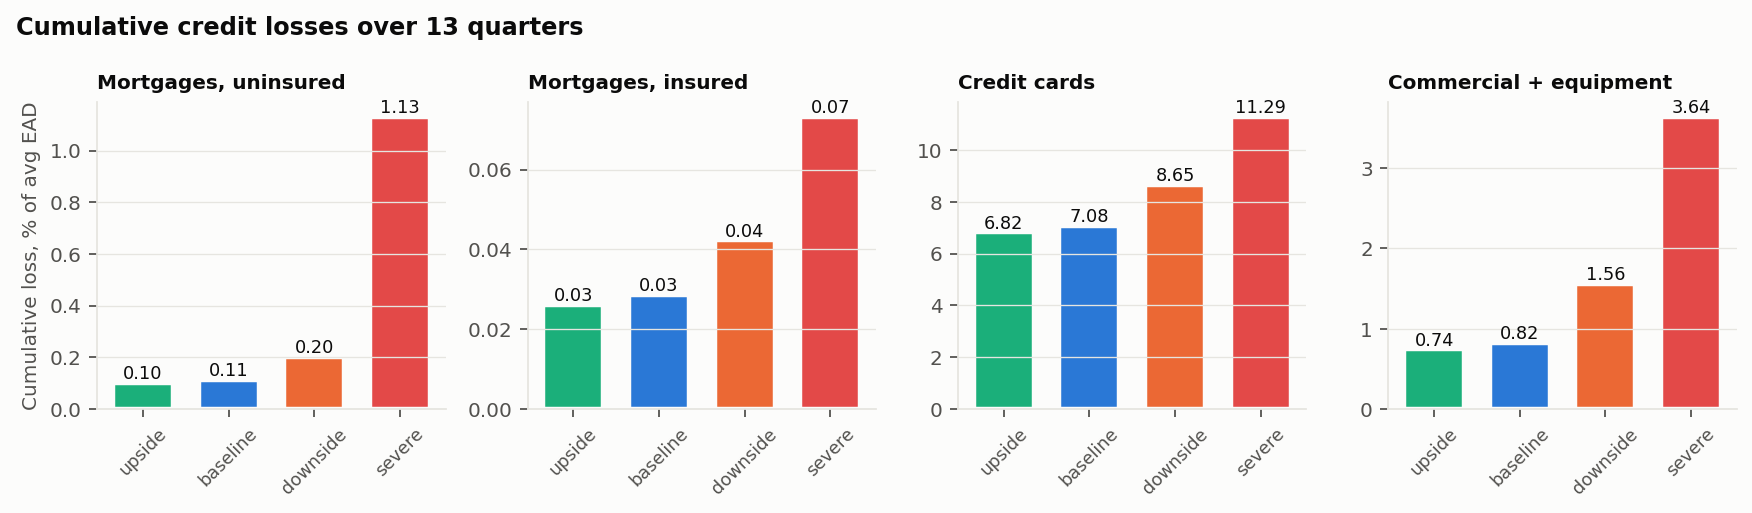 Cumulative credit losses over 13 quarters
Mortgages, uninsured
Cumulative loss, % of avg EAD
1.0
0.8
0.6
0.4
0.2
0.0
0.10
0.11
0.20
1.13
upside
baseline
downside
severe
Mortgages, insured
0.06
0.04
0.02
0.00
0.03
0.03
0.04
0.07
upside
baseline
downside
severe
Credit cards
10
8
6
4
2
0
6.82
7.08
8.65
11.29
upside
baseline
downside
severe
Commercial + equipment
3
2
1
0
0.74
0.82
1.56
3.64
upside
baseline
downside
severe